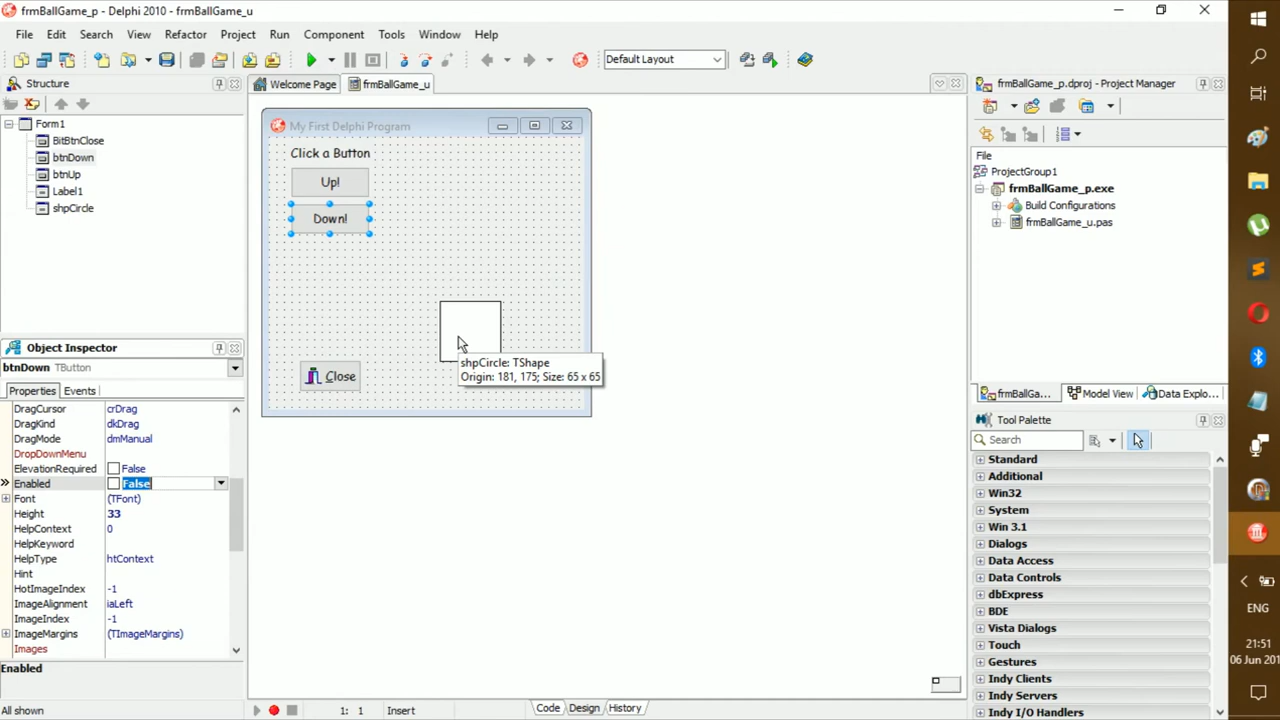 frmBallGame_p - Delphi 2010 - frmBallGame_u
File Edit Search View Refactor Project Run Component Tools Window Help
Default Layout
Structure
Welcome Page
frmBallGame_u
frmBallGame_p.dproj - Project Manager
Form1
BitBtnClose
btnDown
btnUp
Label1
shpCircle
My First Delphi Program
Click a Button
Up!
Down!
Close
shpCircle: TShape
Origin: 181, 175; Size: 65 x 65
File
ProjectGroup1
frmBallGame_p.exe
Build Configurations
frmBallGame_u.pas
Object Inspector
btnDown TButton
Properties Events
DragCursor crDrag
DragKind dkDrag
DragMode dmManual
DropDownMenu
ElevationRequired False
Enabled False
Font (TFont)
Height 33
HelpContext 0
HelpKeyword
HelpType htContext
Hint
HotImageIndex -1
ImageAlignment iaLeft
ImageIndex -1
ImageMargins (TImageMargins)
Images
Enabled
All shown
1: 1 Insert
Code Design History
frmBallGa... Model View Data Explo...
Tool Palette
Search
Standard
Additional
Win32
System
Win 3.1
Dialogs
Data Access
Data Controls
dbExpress
BDE
Vista Dialogs
Touch
Gestures
Indy Clients
Indy Servers
Indy I/O Handlers
ENG
21:51
06 Jun 201